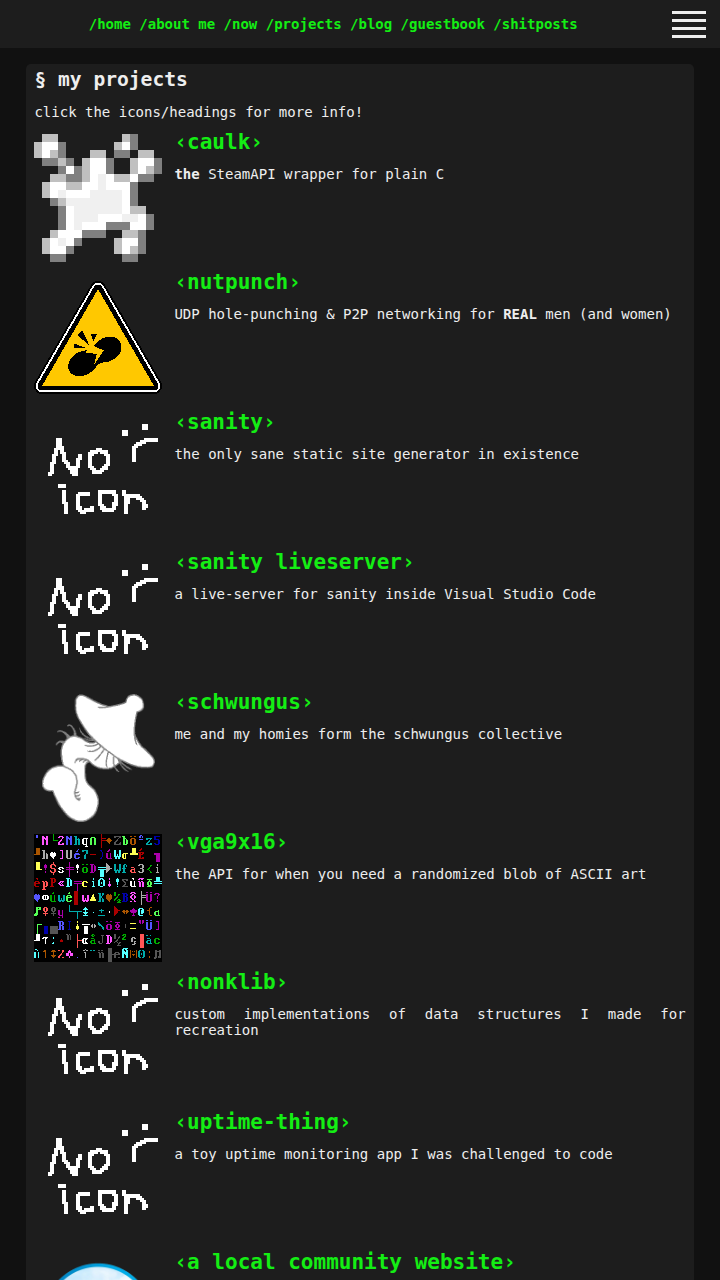 /home /about me /now /projects /blog /guestbook /shitposts
§ my projects
click the icons/headings for more info!
‹caulk›
the SteamAPI wrapper for plain C
‹nutpunch›
UDP hole-punching & P2P networking for REAL men (and women)
No
icon
‹sanity›
the only sane static site generator in existence
No
icon
‹sanity liveserver›
a live-server for sanity inside Visual Studio Code
‹schwungus›
me and my homies form the schwungus collective
‹vga9x16›
the API for when you need a randomized blob of ASCII art
No
icon
‹nonklib›
custom implementations of data structures I made for
recreation
No
icon
‹uptime-thing›
a toy uptime monitoring app I was challenged to code
‹a local community website›